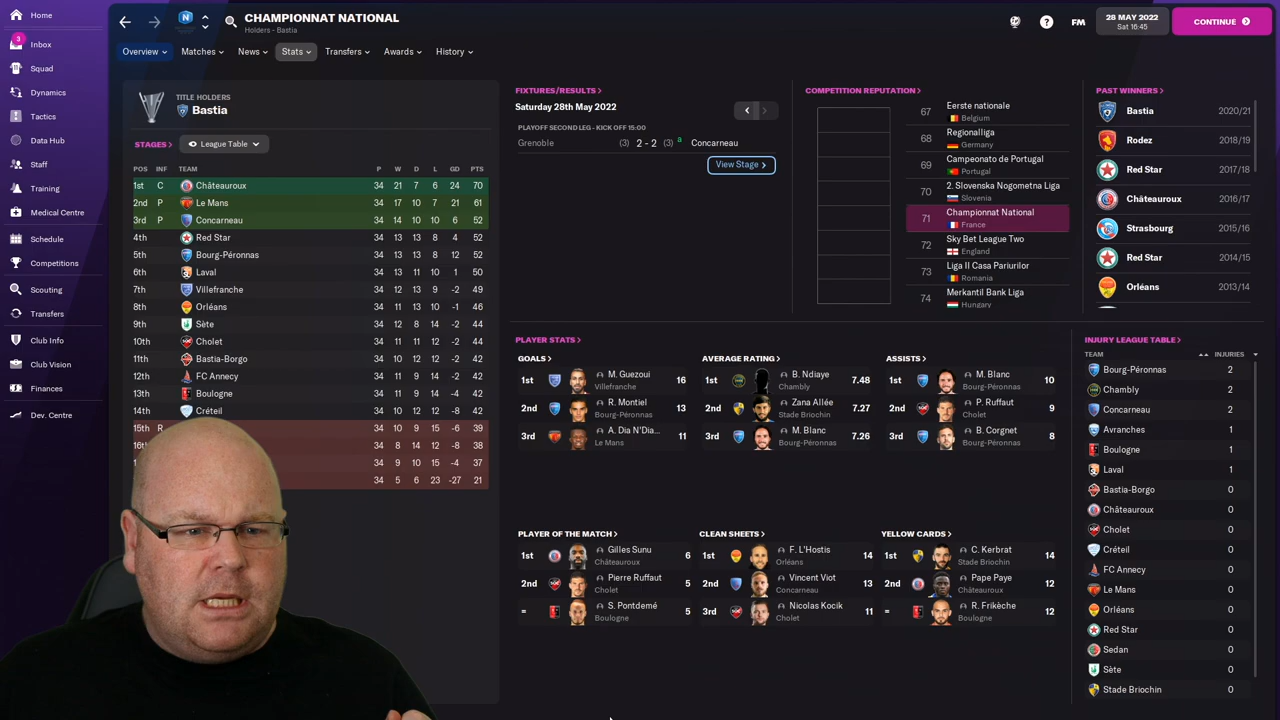 Home
3
Inbox
Squad
Dynamics
Tactics
Data Hub
Staff
Training
Medical Centre
Schedule
Competitions
Scouting
Transfers
Club Info
Club Vision
Finances
Dev. Centre
CHAMPIONNAT NATIONAL
Holders - Bastia
FM
28 MAY 2022
Sat 16:45
CONTINUE
Overview
Matches
News
Stats
Transfers
Awards
History
TITLE HOLDERS
Bastia
STAGES
League Table
POS INF TEAM P W D L GD PTS
1st C Châteauroux 34 21 7 6 24 70
2nd P Le Mans 34 17 10 7 21 61
3rd P Concarneau 34 14 10 10 6 52
4th Red Star 34 13 13 8 4 52
5th Bourg-Péronnas 34 13 13 8 12 52
6th Laval 34 13 11 10 1 50
7th Villefranche 34 12 13 9 -2 49
8th Orléans 34 11 13 10 -1 46
9th Sète 34 12 8 14 -2 44
10th Cholet 34 11 11 12 -2 44
11th Bastia-Borgo 34 10 12 12 -2 42
12th FC Annecy 34 11 9 14 -2 42
13th Boulogne 34 11 9 14 -4 42
14th Créteil 34 10 12 12 -8 42
15th R 34 10 9 15 -6 39
16th 34 8 14 12 -8 38
1 34 9 10 15 -4 37
34 5 6 23 -27 21
FIXTURES/RESULTS
Saturday 28th May 2022
PLAYOFF SECOND LEG - KICK OFF 15:00
Grenoble (3) 2 - 2 (3) a Concarneau
View Stage
COMPETITION REPUTATION
67 Eerste nationale
Belgium
68 Regionalliga
Germany
69 Campeonato de Portugal
Portugal
70 2. Slovenska Nogometna Liga
Slovenia
71 Championnat National
France
72 Sky Bet League Two
England
73 Liga II Casa Pariurilor
Romania
74 Merkantil Bank Liga
Hungary
PAST WINNERS
Bastia 2020/21
Rodez 2018/19
Red Star 2017/18
Châteauroux 2016/17
Strasbourg 2015/16
Red Star 2014/15
Orléans 2013/14
PLAYER STATS
GOALS
1st M. Guezoui 16
Villefranche
2nd R. Montiel 13
Bourg-Péronnas
3rd A. Dia N'Dia... 11
Le Mans
AVERAGE RATING
1st B. Ndiaye 7.48
Chambly
2nd Zana Allée 7.27
Stade Briochin
3rd M. Blanc 7.26
Bourg-Péronnas
ASSISTS
1st M. Blanc 10
Bourg-Péronnas
2nd P. Ruffaut 9
Cholet
3rd B. Corgnet 8
Bourg-Péronnas
PLAYER OF THE MATCH
1st Gilles Sunu 6
Châteauroux
2nd Pierre Ruffaut 5
Cholet
= S. Pontdemé 5
Boulogne
CLEAN SHEETS
1st F. L'Hostis 14
Orléans
2nd Vincent Viot 13
Concarneau
3rd Nicolas Kocik 11
Cholet
YELLOW CARDS
1st C. Kerbrat 14
Stade Briochin
2nd Pape Paye 12
Châteauroux
= R. Frikèche 12
Boulogne
INJURY LEAGUE TABLE
TEAM INJURIES
Bourg-Péronnas 2
Chambly 2
Concarneau 2
Avranches 1
Boulogne 1
Laval 1
Bastia-Borgo 0
Châteauroux 0
Cholet 0
Créteil 0
FC Annecy 0
Le Mans 0
Orléans 0
Red Star 0
Sedan 0
Sète 0
Stade Briochin 0